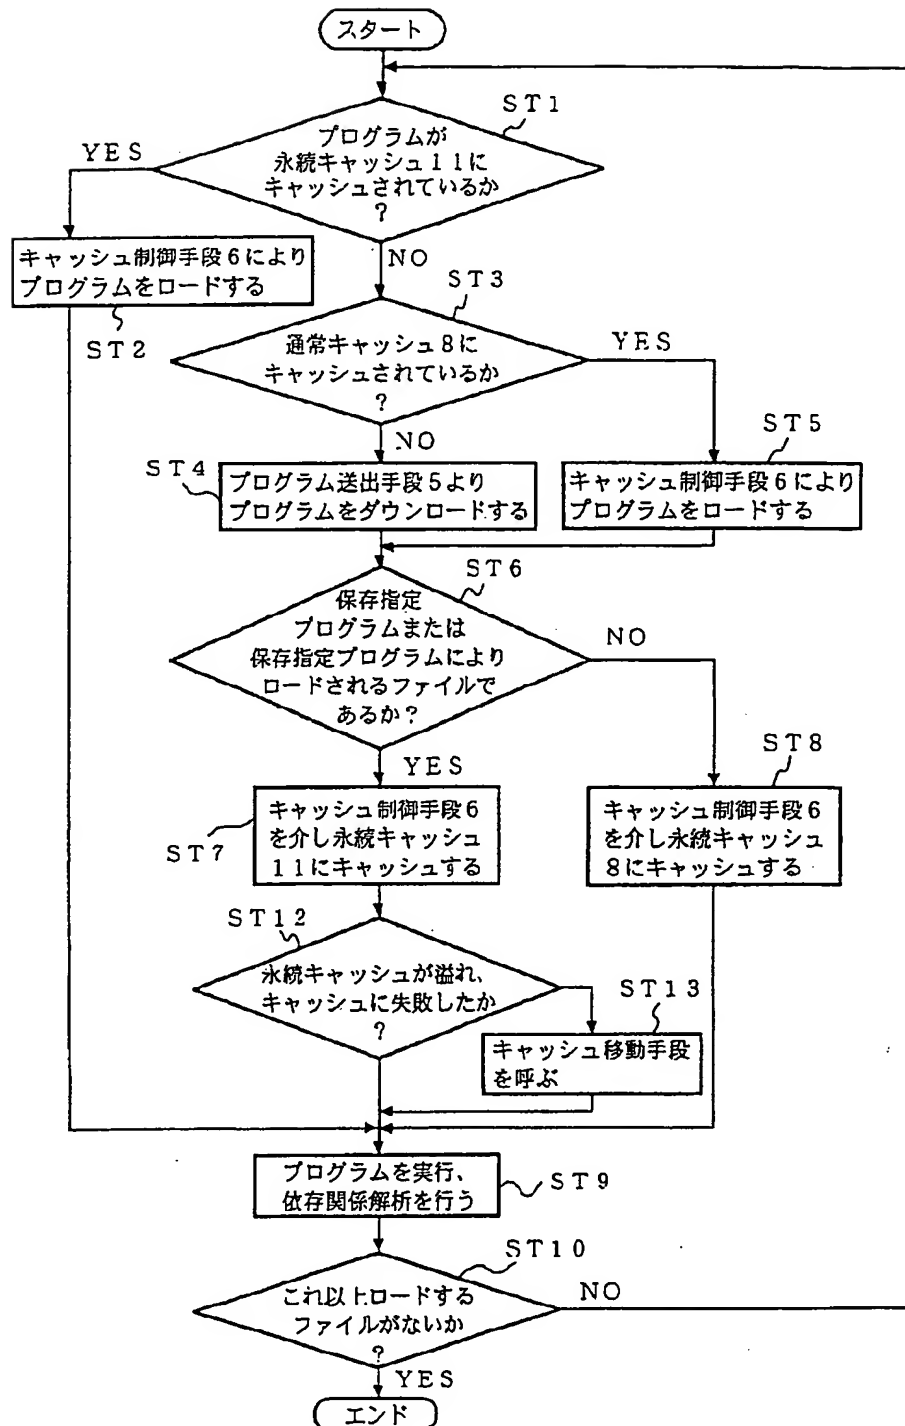 スタート
ST1
プログラムが
永続キャッシュ11に
キャッシュされているか
?
YES
NO
キャッシュ制御手段6により
プログラムをロードする
ST2
ST3
通常キャッシュ8に
キャッシュされているか
?
YES
NO
ST4
プログラム送出手段5より
プログラムをダウンロードする
ST5
キャッシュ制御手段6により
プログラムをロードする
ST6
保存指定
プログラムまたは
保存指定プログラムにより
ロードされるファイルで
あるか?
NO
YES
ST7
キャッシュ制御手段6
を介し永続キャッシュ
11にキャッシュする
ST8
キャッシュ制御手段6
を介し永続キャッシュ
8にキャッシュする
ST12
永続キャッシュが溢れ、
キャッシュに失敗したか
?
ST13
キャッシュ移動手段
を呼ぶ
プログラムを実行、
依存関係解析を行う
ST9
ST10
これ以上ロードする
ファイルがないか
?
NO
YES
エンド